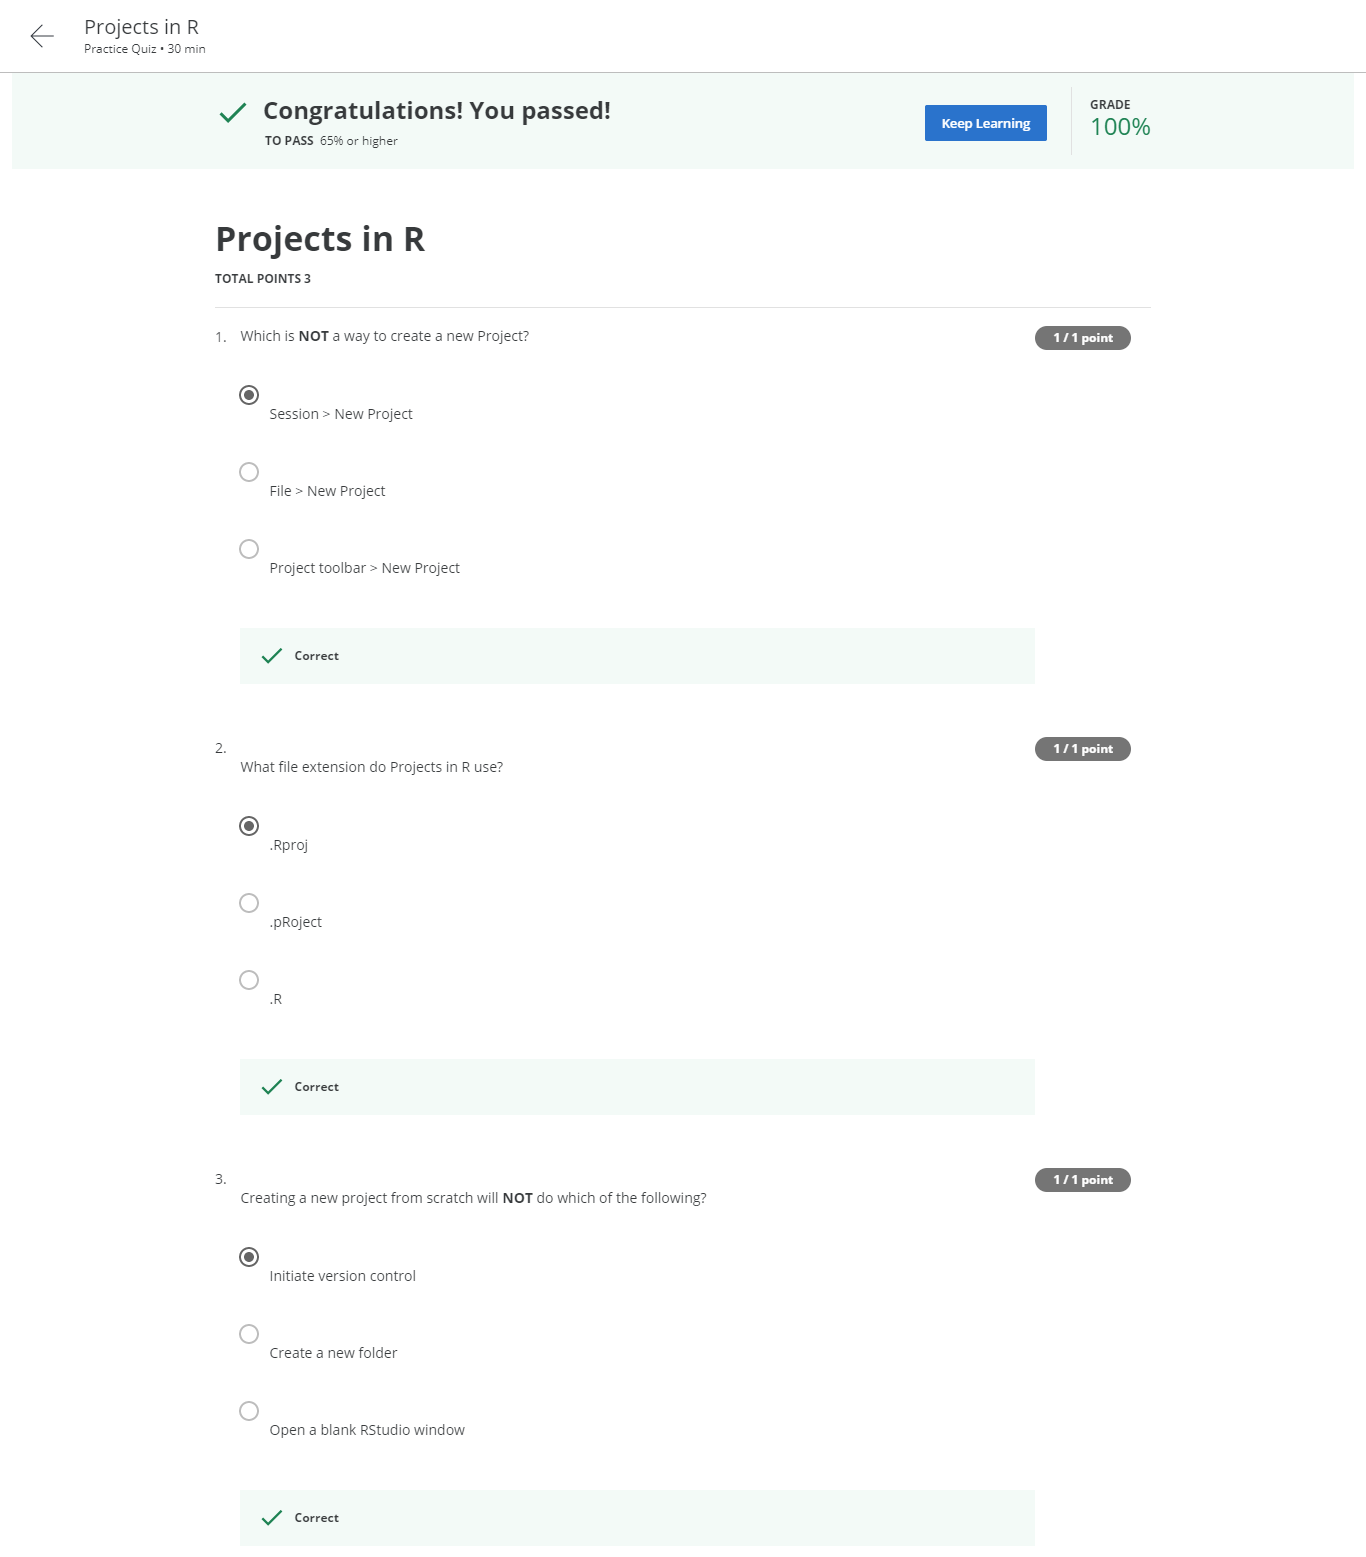 Projects in R
Practice Quiz • 30 min
Congratulations! You passed!
TO PASS 65% or higher
Keep Learning
GRADE
100%
Projects in R
TOTAL POINTS 3
1. Which is NOT a way to create a new Project?
1 / 1 point
Session > New Project
File > New Project
Project toolbar > New Project
Correct
2.
1 / 1 point
What file extension do Projects in R use?
.Rproj
.pRoject
.R
Correct
3.
1 / 1 point
Creating a new project from scratch will NOT do which of the following?
Initiate version control
Create a new folder
Open a blank RStudio window
Correct